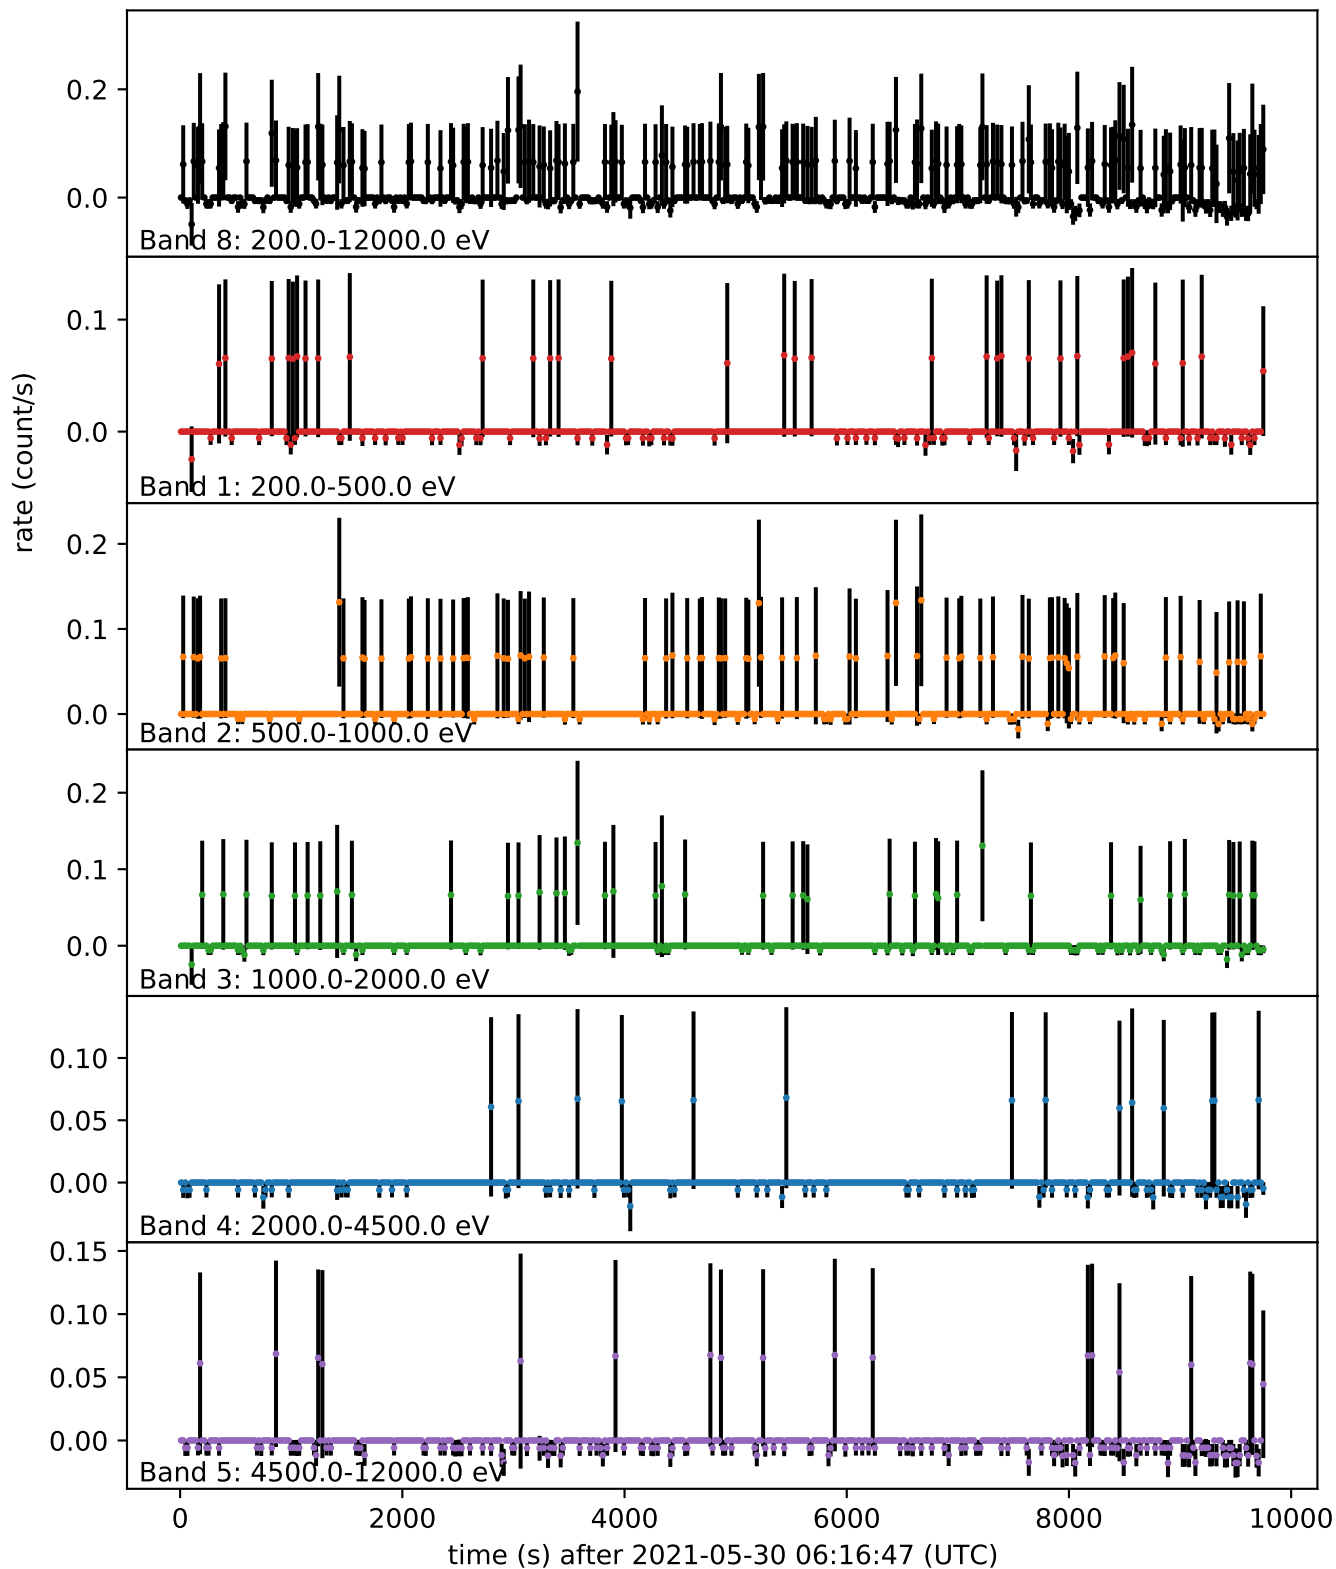 0.2
0.0
Band 8: 200.0-12000.0 eV
0.1
0.0
Band 1: 200.0-500.0 eV
rate (count/s)
0.2
0.1
0.0
Band 2: 500.0-1000.0 eV
0.2
0.1
0.0
Band 3: 1000.0-2000.0 eV
0.10
0.05
0.00
Band 4: 2000.0-4500.0 eV
0.15
0.10
0.05
0.00
Band 5: 4500.0-12000.0 eV
0 2000 4000 6000 8000 10000
time (s) after 2021-05-30 06:16:47 (UTC)